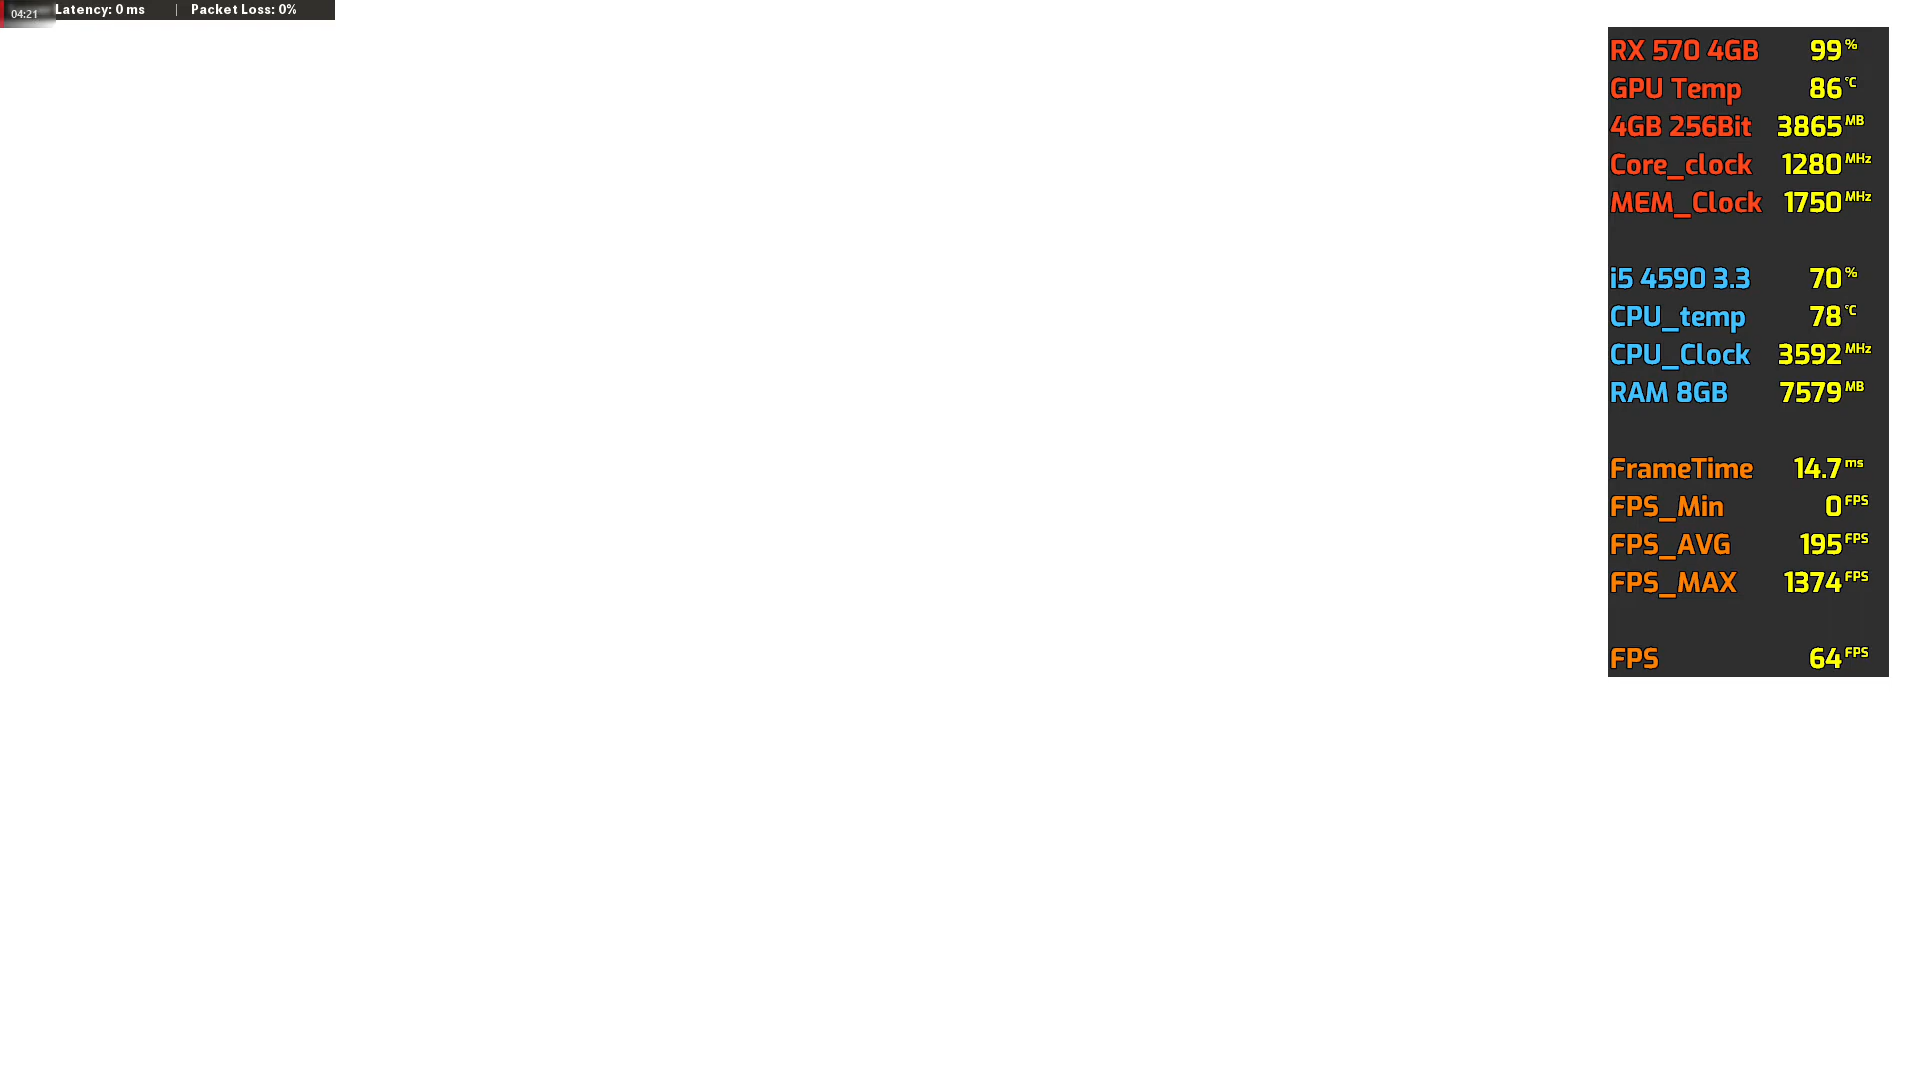 04:21 Latency: 0 ms | Packet Loss: 0%
RX 570 4GB 99 %
GPU Temp 86 °C
4GB 256Bit 3865 MB
Core_clock 1280 MHz
MEM_Clock 1750 MHz
i5 4590 3.3 70 %
CPU_temp 78 °C
CPU_Clock 3592 MHz
RAM 8GB 7579 MB
FrameTime 14.7 ms
FPS_Min 0 FPS
FPS_AVG 195 FPS
FPS_MAX 1374 FPS
FPS 64 FPS